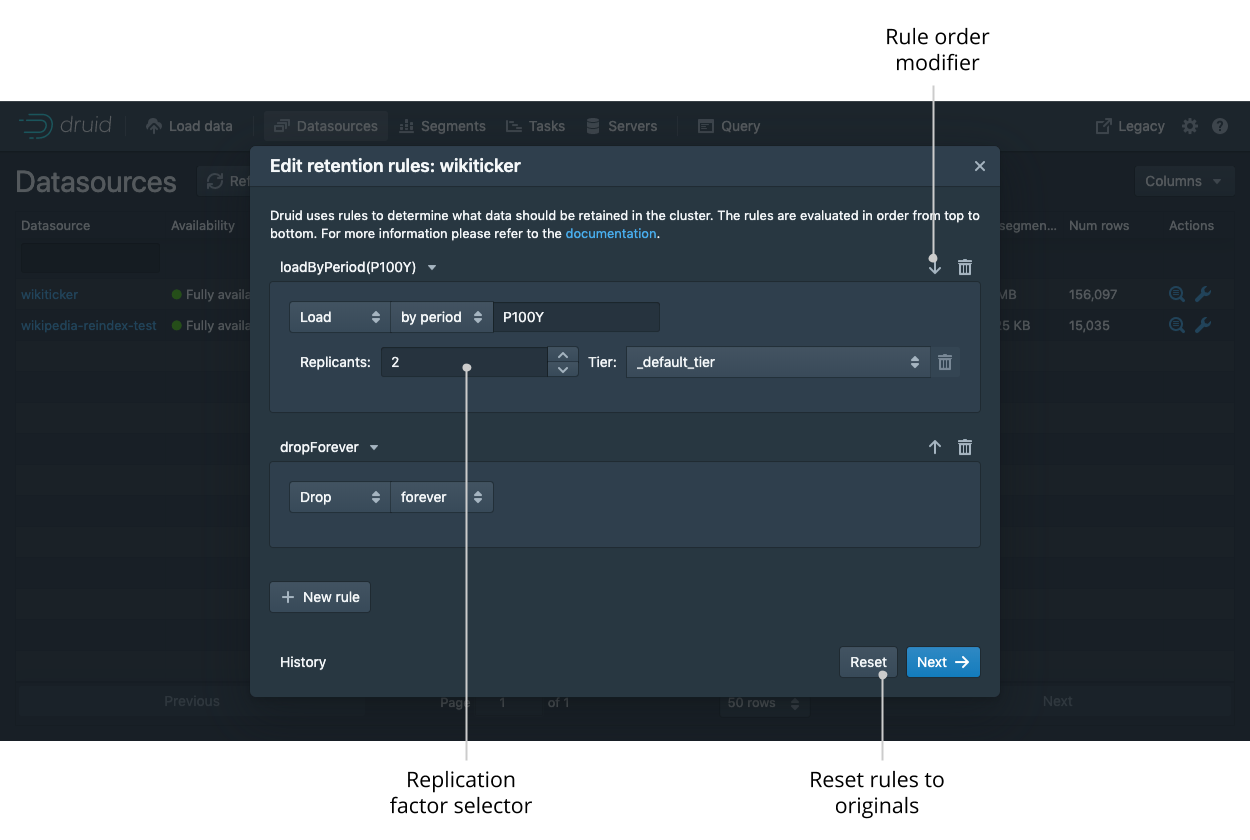 Rule order
modifier
druid
Load data
Datasources
Segments
Tasks
Servers
Query
Legacy
Datasources
Ref
Columns
Edit retention rules: wikiticker
Datasource
Availability
segmen...
Num rows
Actions
Druid uses rules to determine what data should be retained in the cluster. The rules are evaluated in order from top to
bottom. For more information please refer to the documentation.
loadByPeriod(P100Y)
wikiticker
Fully availa
MB
156,097
Load
by period
P100Y
wikipedia-reindex-test
Fully availa
5 KB
15,035
Replicants:
2
Tier:
_default_tier
dropForever
Drop
forever
New rule
History
Reset
Next
Previous
Page
1
of 1
50 rows
Next
Replication
factor selector
Reset rules to
originals